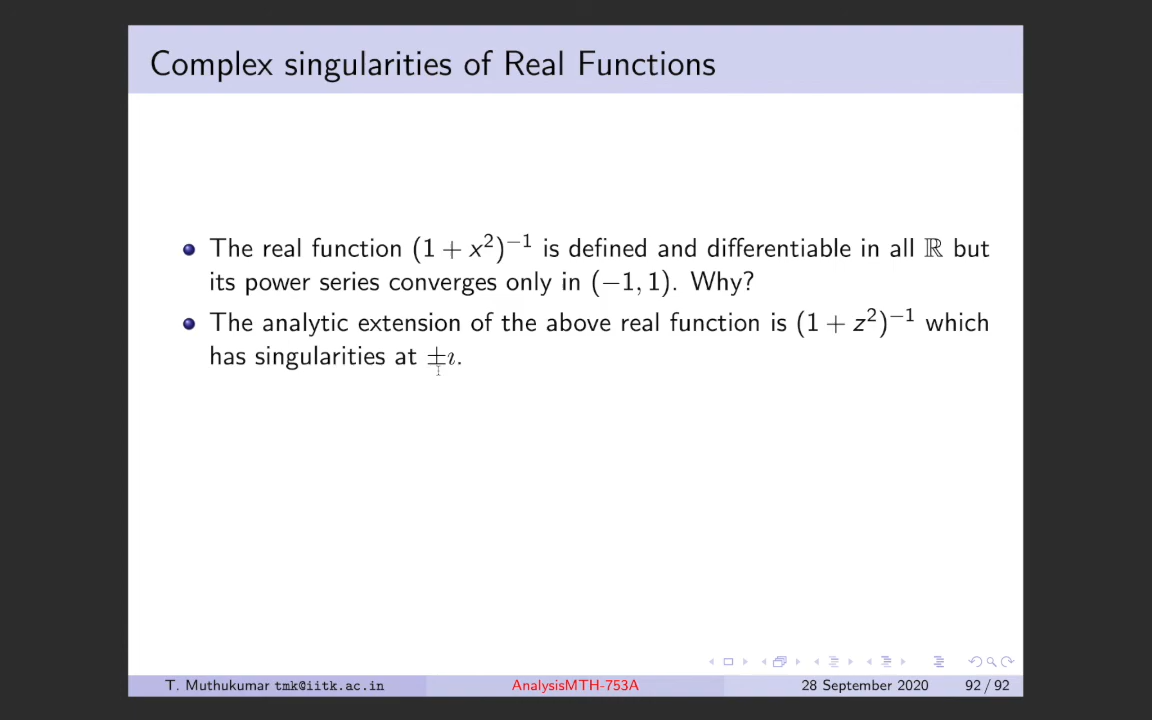 Complex singularities of Real Functions
The real function (1 + x²)⁻¹ is defined and differentiable in all ℝ but
its power series converges only in (−1, 1). Why?
The analytic extension of the above real function is (1 + z²)⁻¹ which
has singularities at ±ı.
T. Muthukumar tmk@iitk.ac.in AnalysisMTH-753A 28 September 2020 92 / 92